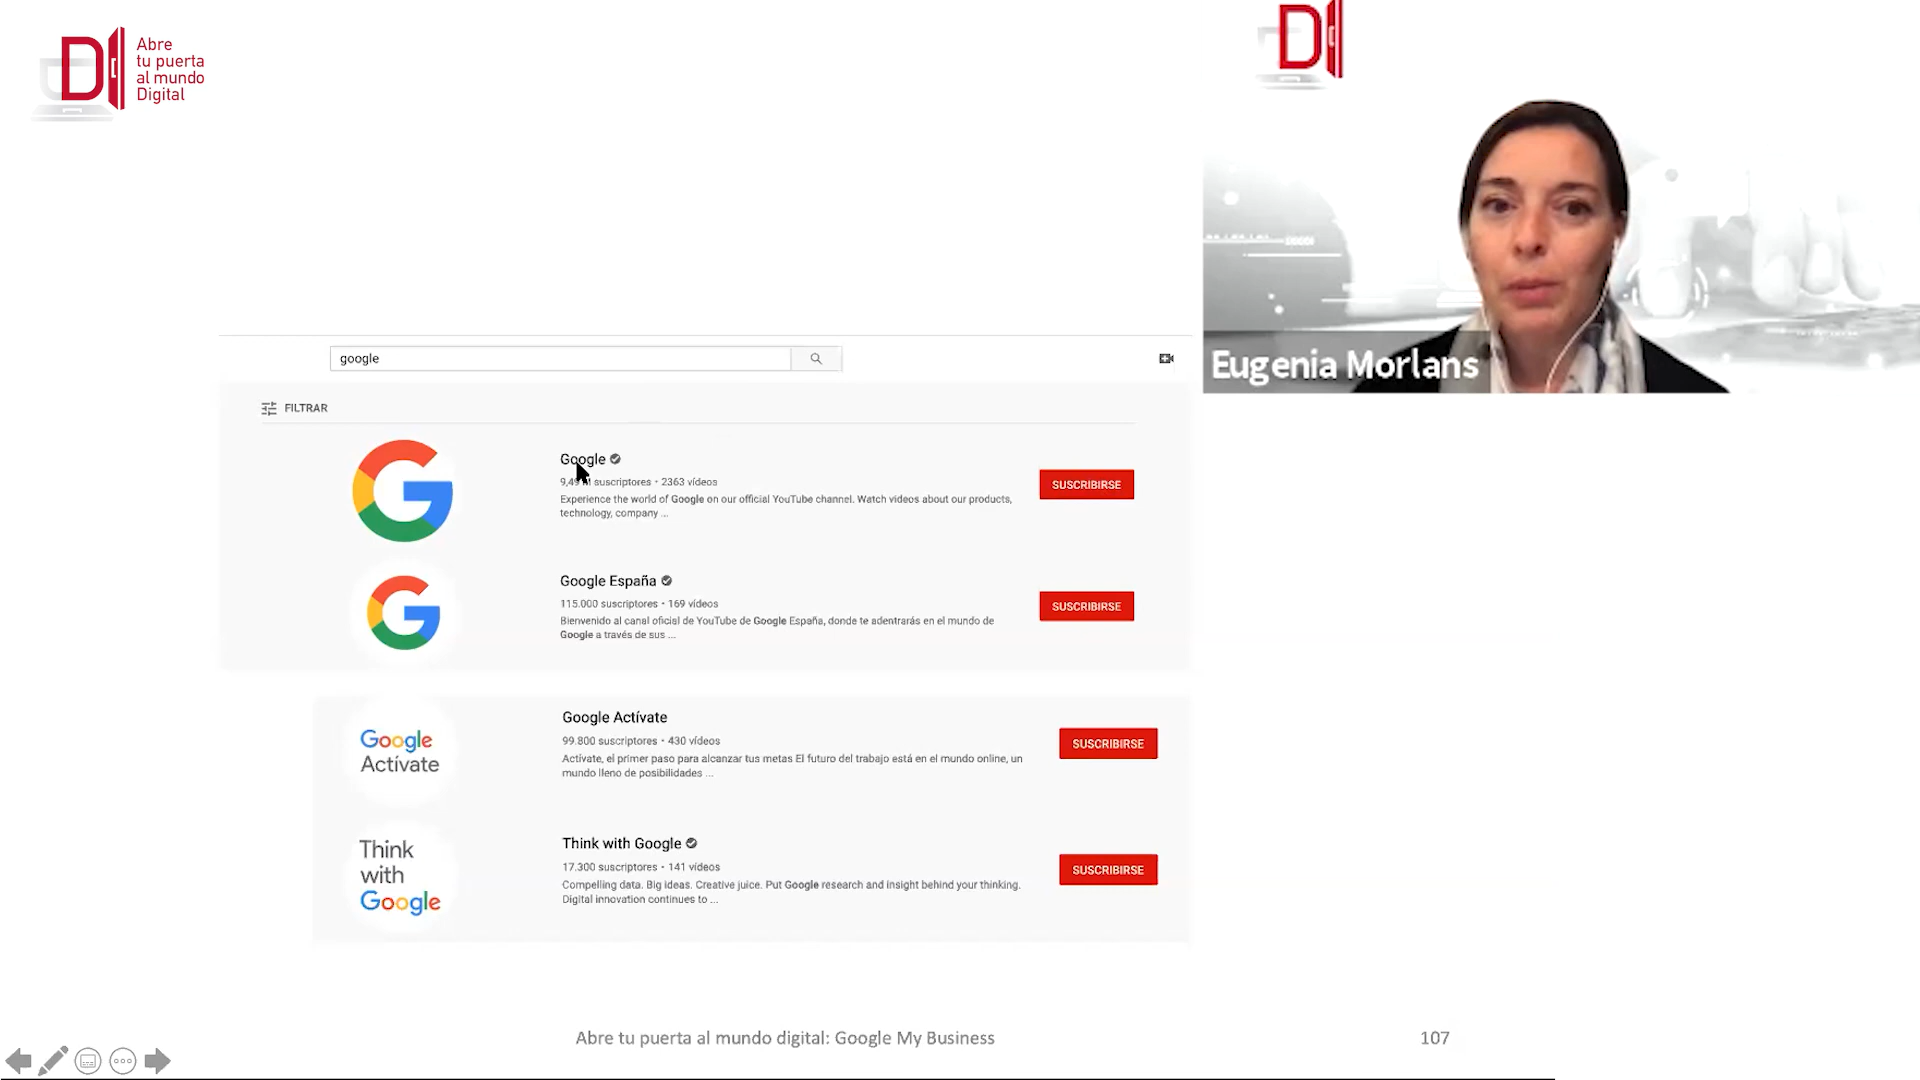 Abre
tu puerta
al mundo
Digital
Eugenia Morlans
google
FILTRAR
Google
suscriptores • 2363 vídeos
Experience the world of Google on our official YouTube channel. Watch videos about our products,
technology, company ...
SUSCRIBIRSE
Google España
115.000 suscriptores • 169 vídeos
Bienvenido al canal oficial de YouTube de Google España, donde te adentrarás en el mundo de
Google a través de sus ...
SUSCRIBIRSE
Google
Actívate
Google Actívate
99.800 suscriptores • 430 vídeos
Actívate, el primer paso para alcanzar tus metas El futuro del trabajo está en el mundo online, un
mundo lleno de posibilidades ...
SUSCRIBIRSE
Think
with
Google
Think with Google
17.300 suscriptores • 141 vídeos
Compelling data. Big ideas. Creative juice. Put Google research and insight behind your thinking.
Digital innovation continues to ...
SUSCRIBIRSE
Abre tu puerta al mundo digital: Google My Business
107